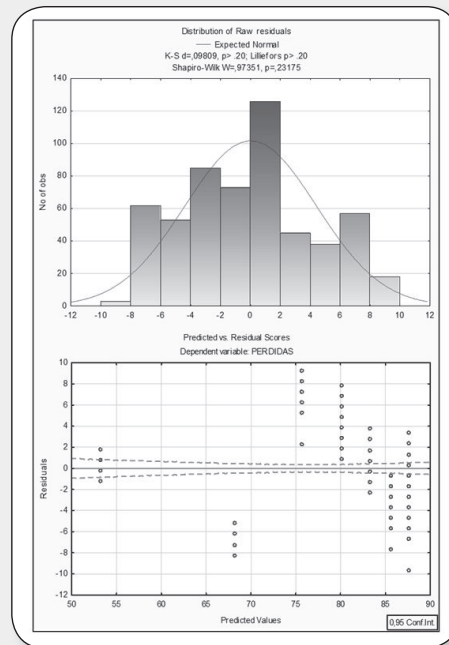 Distribution of Raw residuals
Expected Normal
K-S d=,09809, p> .20; Lilliefors p> .20
Shapiro-Wilk W=,97351, p=,23175
No of obs
140
120
100
80
60
40
20
0
-12 -10 -8 -6 -4 -2 0 2 4 6 8 10 12
Predicted vs. Residual Scores
Dependent variable: PERDIDAS
Residuals
10
8
6
4
2
0
-2
-4
-6
-8
-10
-12
50 55 60 65 70 75 80 85 90
Predicted Values
0,95 Conf.Int.